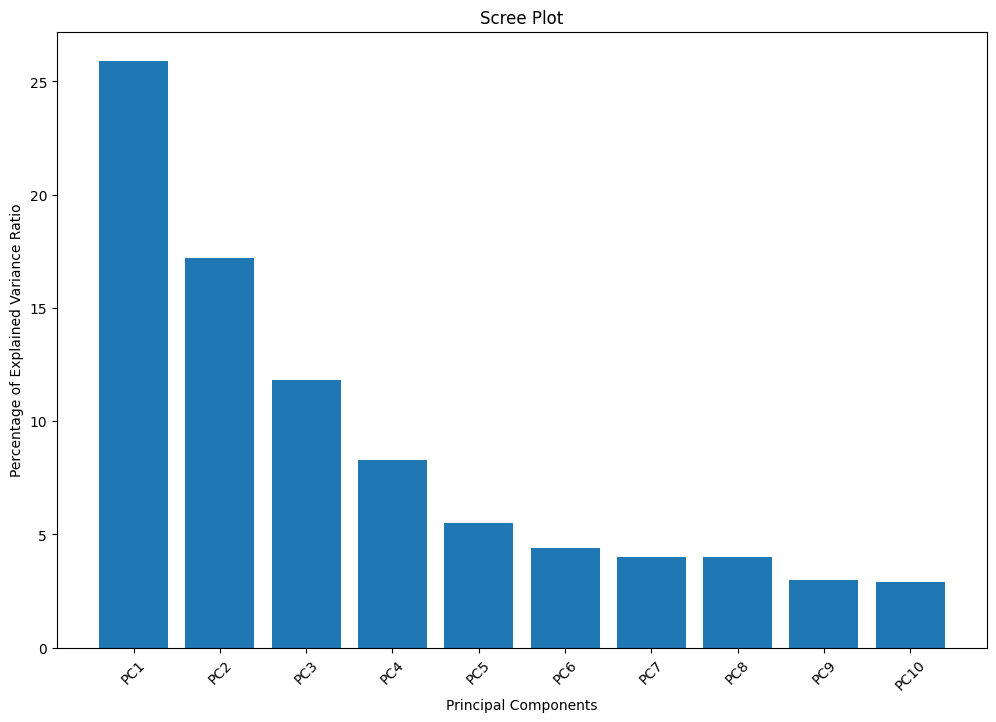 Scree Plot
Percentage of Explained Variance Ratio
25
20
15
10
5
0
PC1
PC2
PC3
PC4
PC5
PC6
PC7
PC8
PC9
PC10
Principal Components